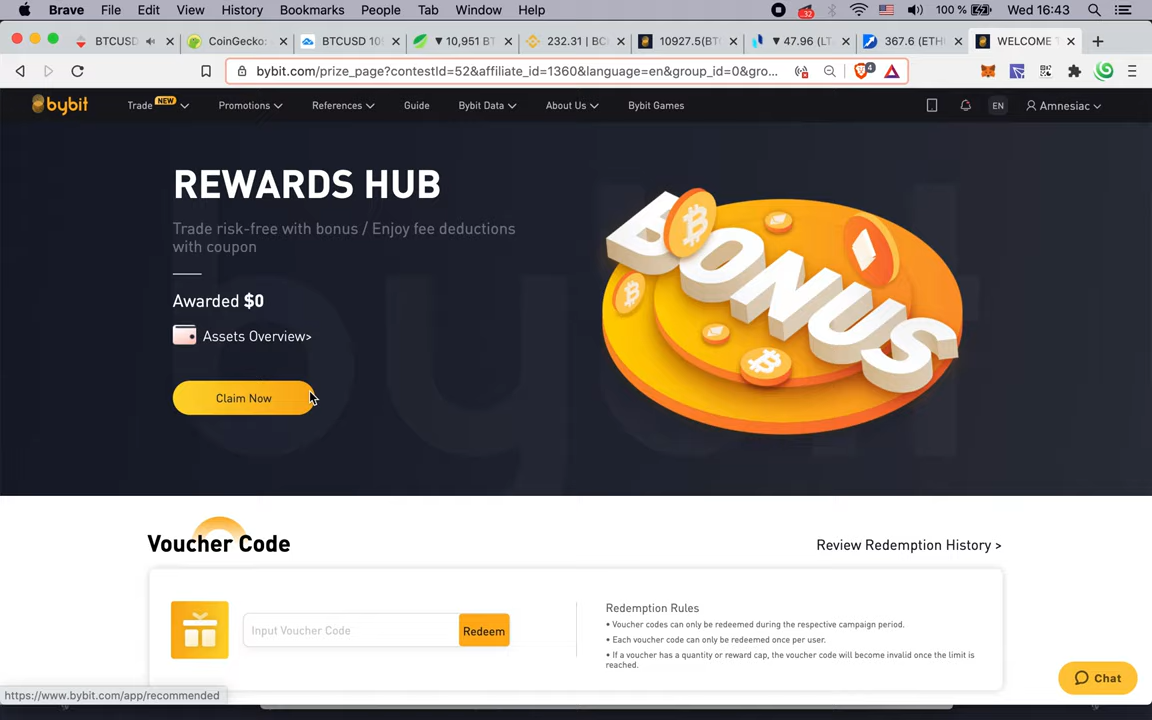 Brave File Edit View History Bookmarks People Tab Window Help 32 100 % Wed 16:43
BTCUSD CoinGecko: BTCUSD 10 ▼ 10,951 BT 232.31 | BC 10927.5(BTC ▼ 47.96 (LTA 367.6 (ETH WELCOME T
bybit.com/prize_page?contestId=52&affiliate_id=1360&language=en&group_id=0&gro... 4
bybit Trade NEW Promotions References Guide Bybit Data About Us Bybit Games EN Amnesiac
REWARDS HUB
Trade risk-free with bonus / Enjoy fee deductions
with coupon
Awarded $0
Assets Overview>
Claim Now
BONUS
Voucher Code
Review Redemption History >
Input Voucher Code
Redeem
Redemption Rules
• Voucher codes can only be redeemed during the respective campaign period.
• Each voucher code can only be redeemed once per user.
• If a voucher has a quantity or reward cap, the voucher code will become invalid once the limit is
reached.
Chat
https://www.bybit.com/app/recommended